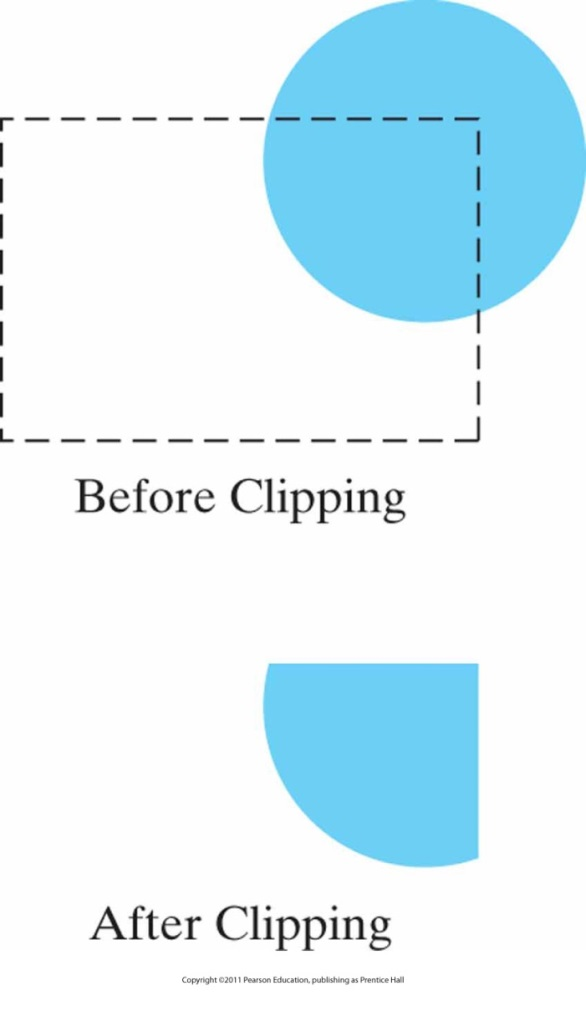 Before Clipping
After Clipping
Copyright ©2011 Pearson Education, publishing as Prentice Hall